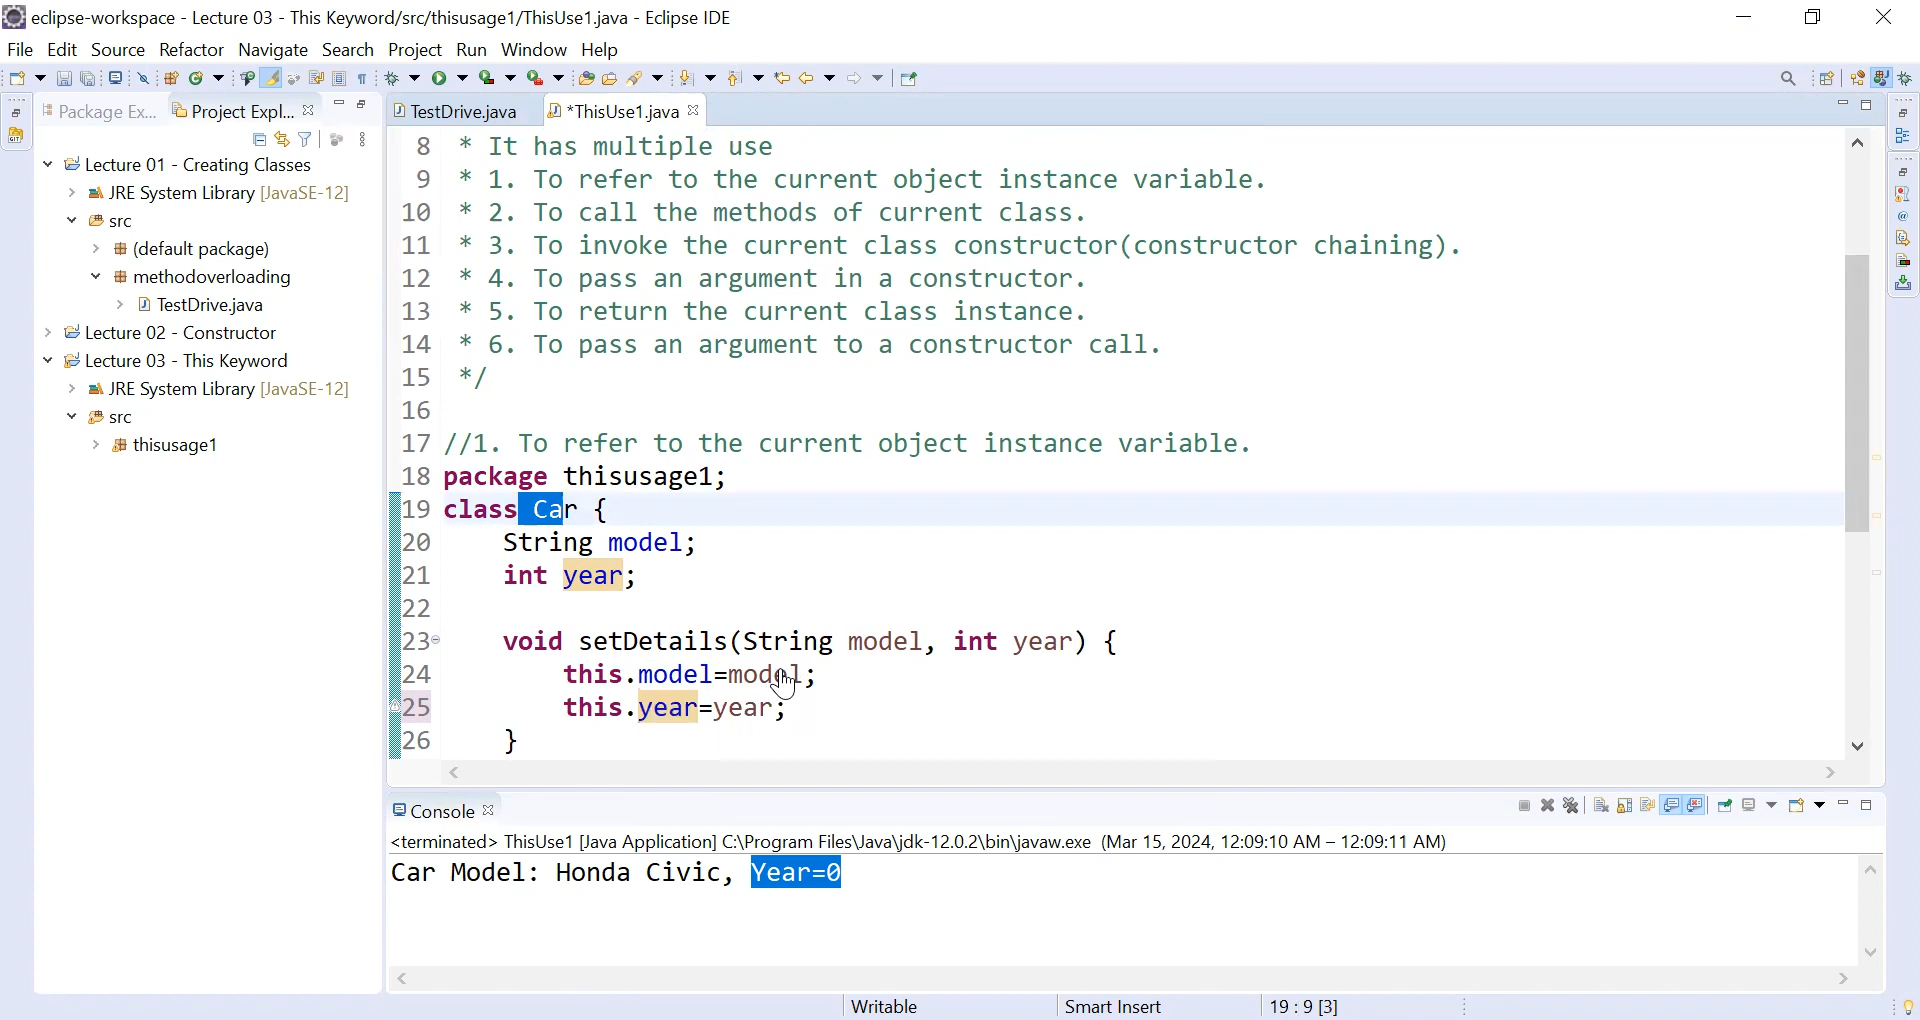 eclipse-workspace - Lecture 03 - This Keyword/src/thisusage1/ThisUse1.java - Eclipse IDE
File Edit Source Refactor Navigate Search Project Run Window Help
Package Ex... Project Expl... TestDrive.java *ThisUse1.java
Lecture 01 - Creating Classes
JRE System Library [JavaSE-12]
src
(default package)
methodoverloading
TestDrive.java
Lecture 02 - Constructor
Lecture 03 - This Keyword
JRE System Library [JavaSE-12]
src
thisusage1
8 * It has multiple use
9 * 1. To refer to the current object instance variable.
10 * 2. To call the methods of current class.
11 * 3. To invoke the current class constructor(constructor chaining).
12 * 4. To pass an argument in a constructor.
13 * 5. To return the current class instance.
14 * 6. To pass an argument to a constructor call.
15 */
16
17 //1. To refer to the current object instance variable.
18 package thisusage1;
19 class Car {
20 String model;
21 int year;
22
23 void setDetails(String model, int year) {
24 this.model=model;
25 this.year=year;
26 }
Console
<terminated> ThisUse1 [Java Application] C:\Program Files\Java\jdk-12.0.2\bin\javaw.exe (Mar 15, 2024, 12:09:10 AM – 12:09:11 AM)
Car Model: Honda Civic, Year=0
Writable Smart Insert 19 : 9 [3]